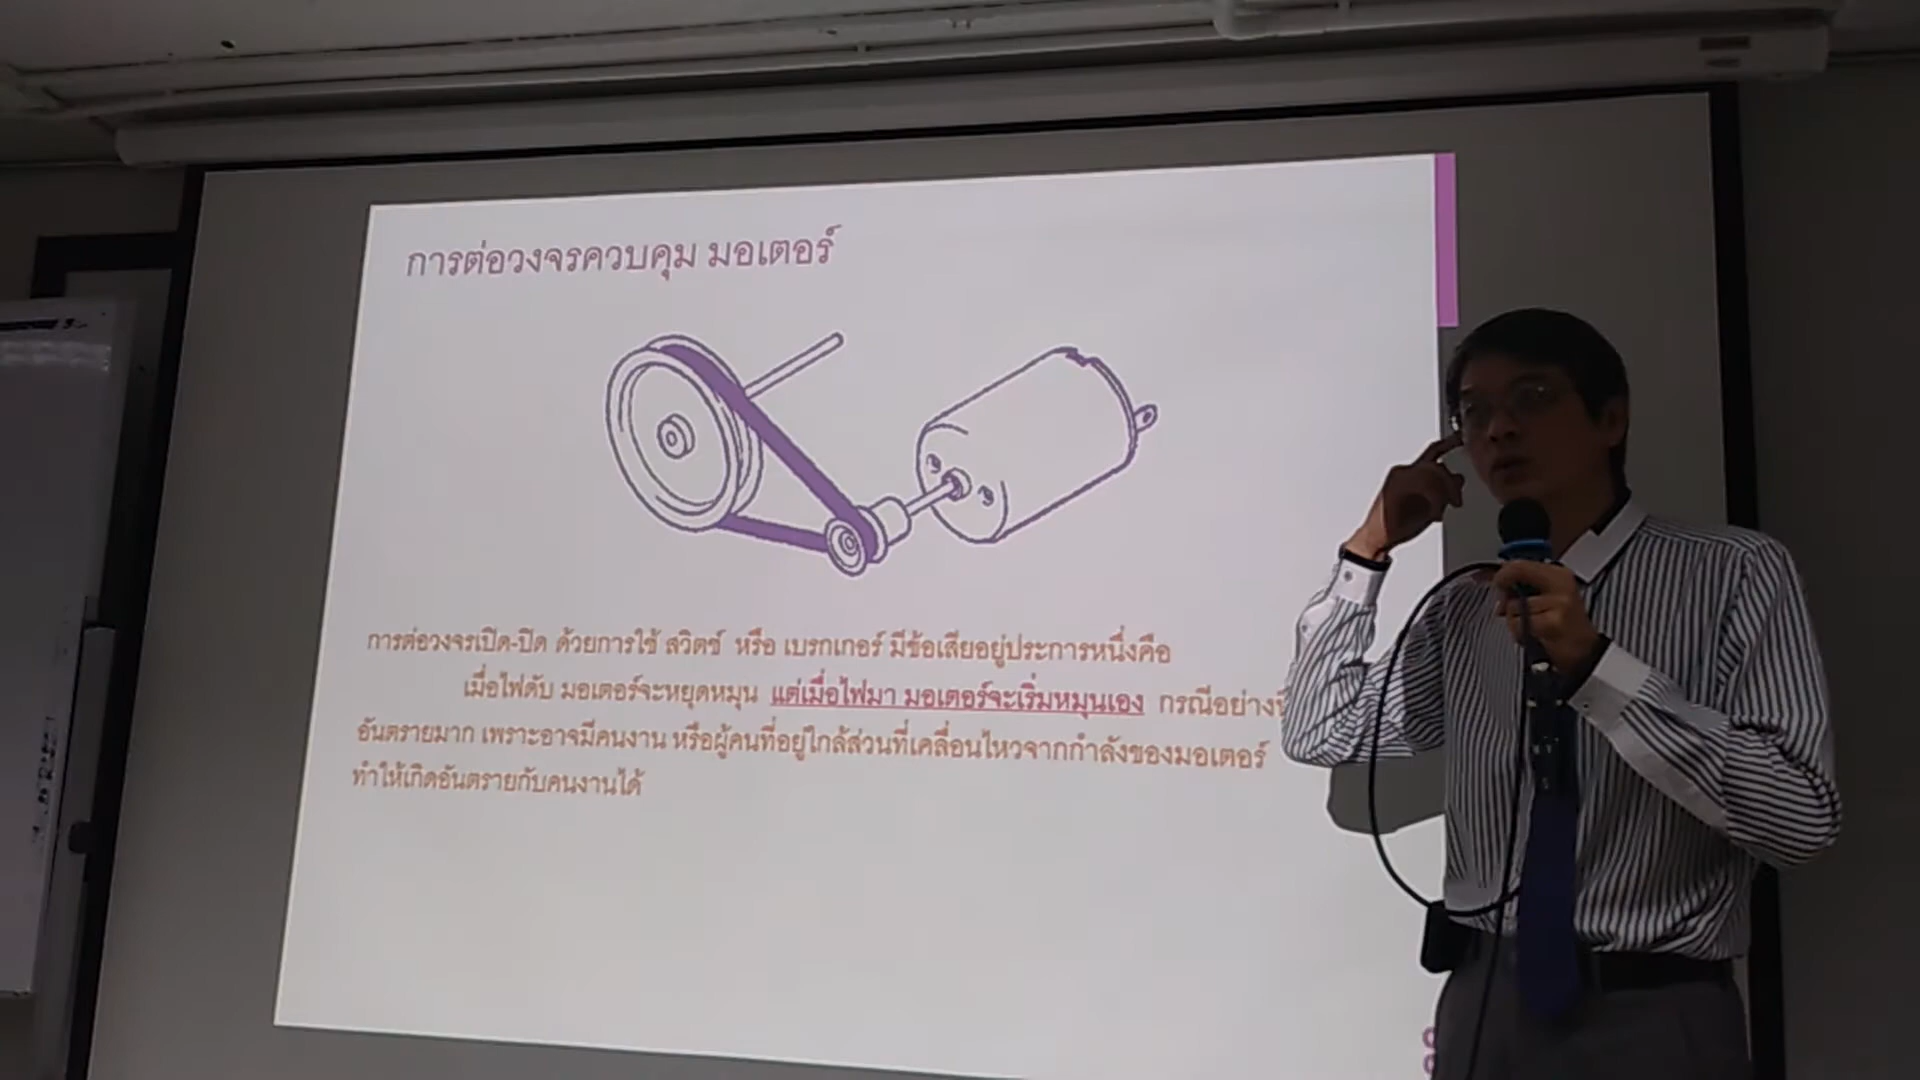 การต่อวงจรควบคุม มอเตอร์
การต่อวงจรเปิด-ปิด ด้วยการใช้ สวิตซ์ หรือ เบรกเกอร์ มีข้อเสียอยู่ประการหนึ่งคือ
เมื่อไฟดับ มอเตอร์จะหยุดหมุน แต่เมื่อไฟมา มอเตอร์จะเริ่มหมุนเอง กรณีอย่าง
อันตรายมาก เพราะอาจมีคนงาน หรือผู้คนที่อยู่ใกล้ส่วนที่เคลื่อนไหวจากกำลังของมอเตอร์
ทำให้เกิดอันตรายกับคนงานได้